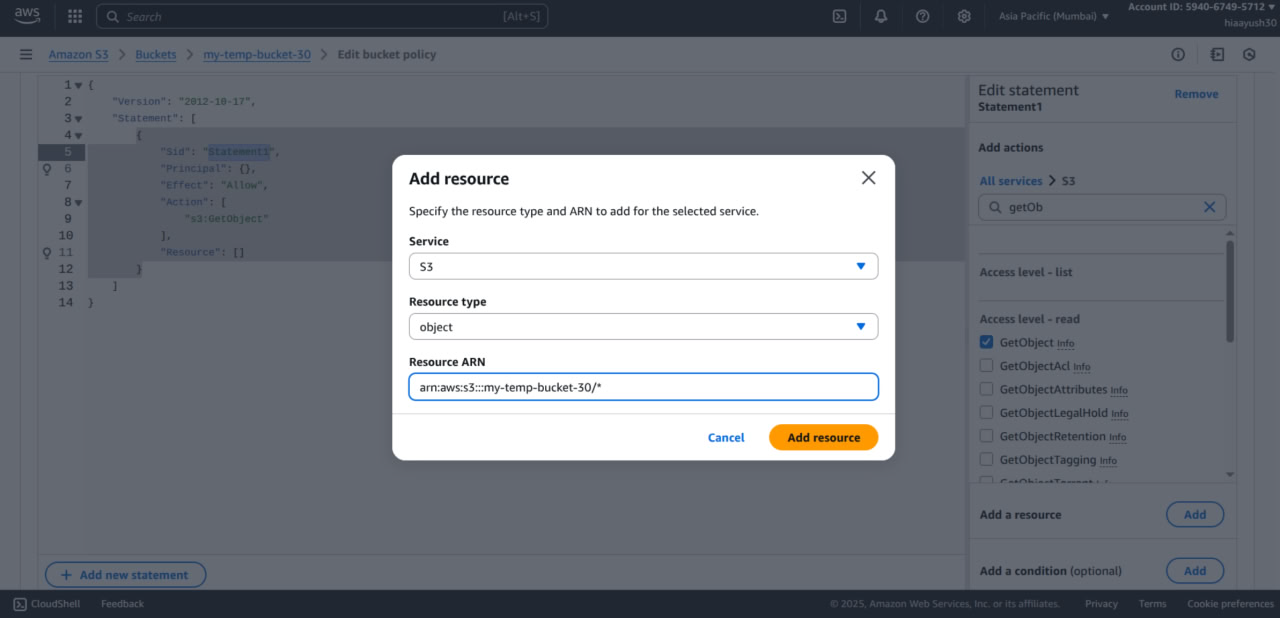 aws
Search
[Alt+S]
Asia Pacific (Mumbai)
Account ID: 5940-6749-5712
hiaayush30
Amazon S3 > Buckets > my-temp-bucket-30 > Edit bucket policy
1 {
2 "Version": "2012-10-17",
3 "Statement": [
4 {
5 "Sid": "Statement1",
6 "Principal": {},
7 "Effect": "Allow",
8 "Action": [
9 "s3:GetObject"
10 ],
11 "Resource": []
12 }
13 ]
14 }
+ Add new statement
Add resource
Specify the resource type and ARN to add for the selected service.
Service
S3
Resource type
object
Resource ARN
arn:aws:s3:::my-temp-bucket-30/*
Cancel
Add resource
Edit statement
Statement1
Remove
Add actions
All services > S3
getOb
Access level - list
Access level - read
GetObject Info
GetObjectAcl Info
GetObjectAttributes Info
GetObjectLegalHold Info
GetObjectRetention Info
GetObjectTagging Info
Add a resource
Add
Add a condition (optional)
Add
CloudShell
Feedback
© 2025, Amazon Web Services, Inc. or its affiliates.
Privacy
Terms
Cookie preferences